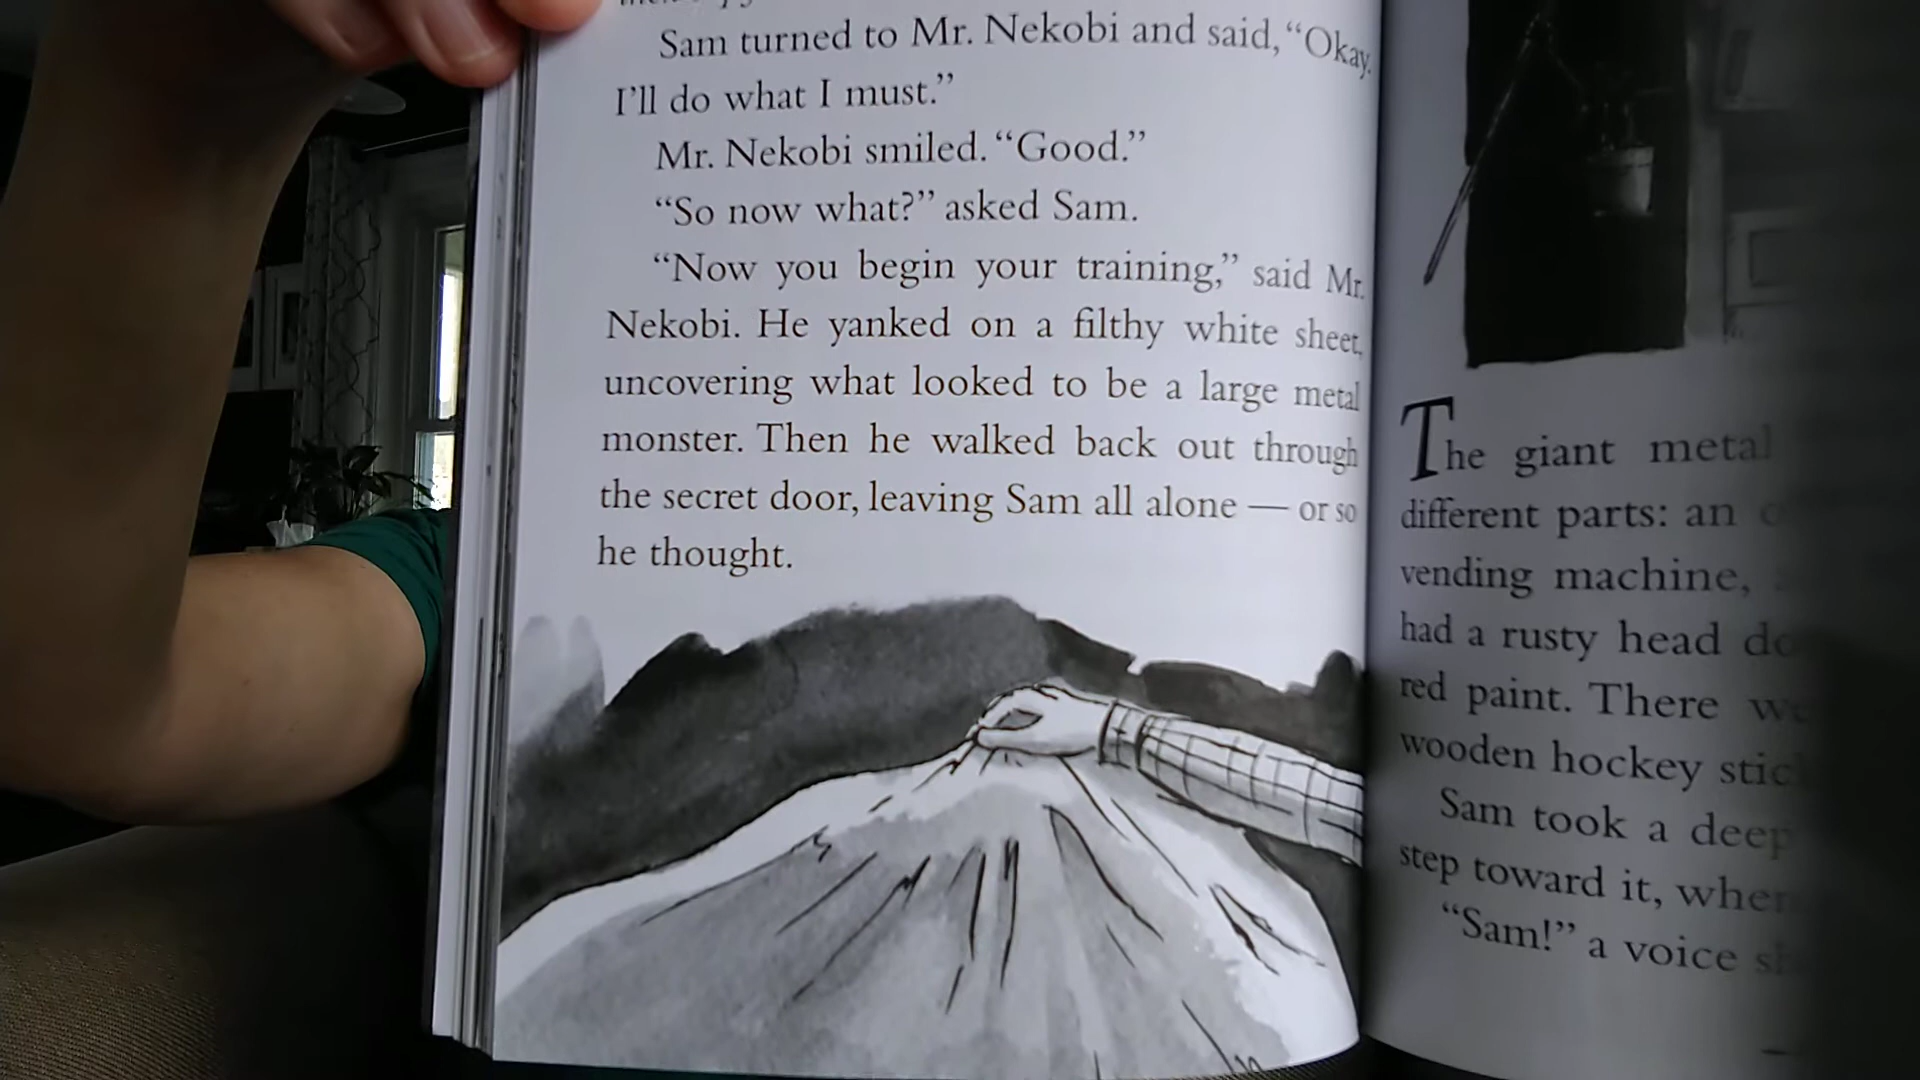 Sam turned to Mr. Nekobi and said, “Okay.
I’ll do what I must.”
Mr. Nekobi smiled. “Good.”
“So now what?” asked Sam.
“Now you begin your training,” said Mr.
Nekobi. He yanked on a filthy white sheet,
uncovering what looked to be a large metal
monster. Then he walked back out through
the secret door, leaving Sam all alone — or so
he thought.
The giant metal
different parts: an
vending machine,
had a rusty head
red paint. There
wooden hockey
Sam took a deep
step toward it,
“Sam!” a voice